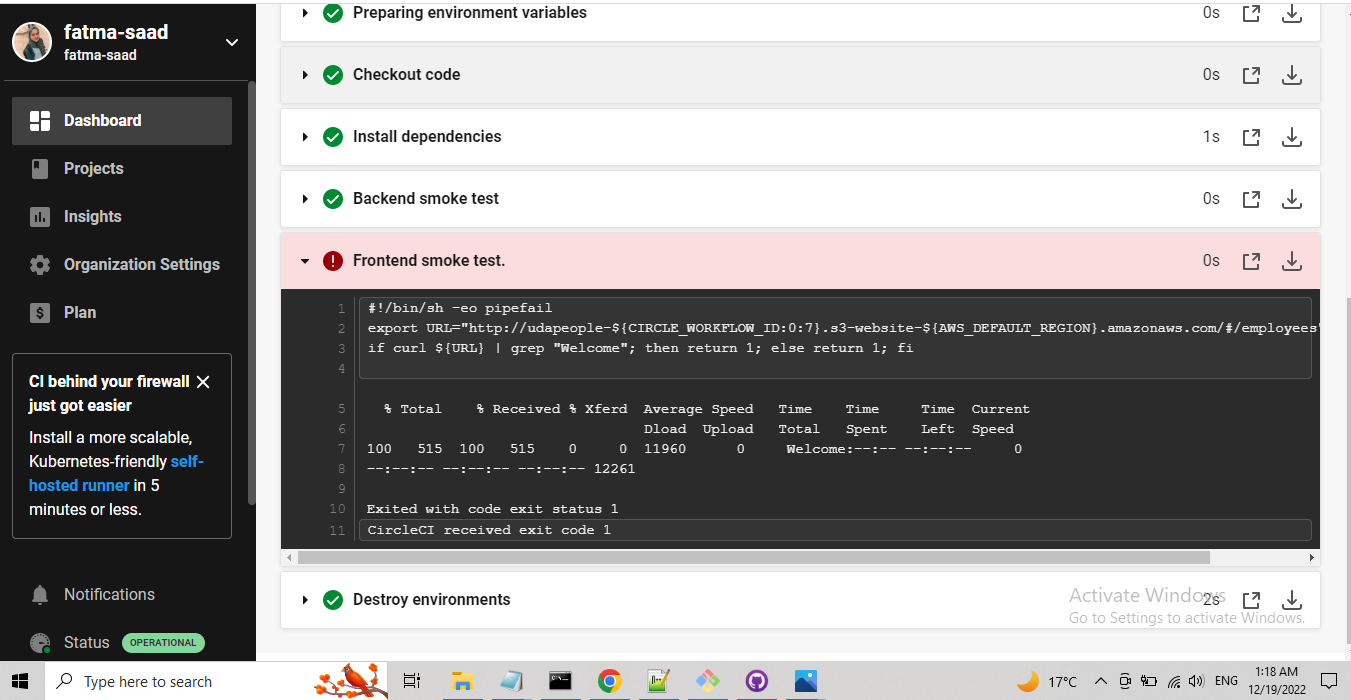 fatma-saad
fatma-saad
Dashboard
Projects
Insights
Organization Settings
$ Plan
CI behind your firewall
just got easier
Install a more scalable,
Kubernetes-friendly self-
hosted runner in 5
minutes or less.
Notifications
Status OPERATIONAL
Preparing environment variables 0s
Checkout code 0s
Install dependencies 1s
Backend smoke test 0s
! Frontend smoke test. 0s
1 #!/bin/sh -eo pipefail
2 export URL="http://udapeople-${CIRCLE_WORKFLOW_ID:0:7}.s3-website-${AWS_DEFAULT_REGION}.amazonaws.com/#/employees"
3 if curl ${URL} | grep "Welcome"; then return 1; else return 1; fi
4
5 % Total % Received % Xferd Average Speed Time Time Time Current
6 Dload Upload Total Spent Left Speed
7 100 515 100 515 0 0 11960 0 Welcome:--:-- --:--:-- 0
8 --:--:-- --:--:-- --:--:-- 12261
9
10 Exited with code exit status 1
11 CircleCI received exit code 1
Destroy environments 2s
Activate Windows
Go to Settings to activate Windows.
Type here to search
17°C
ENG
1:18 AM
12/19/2022